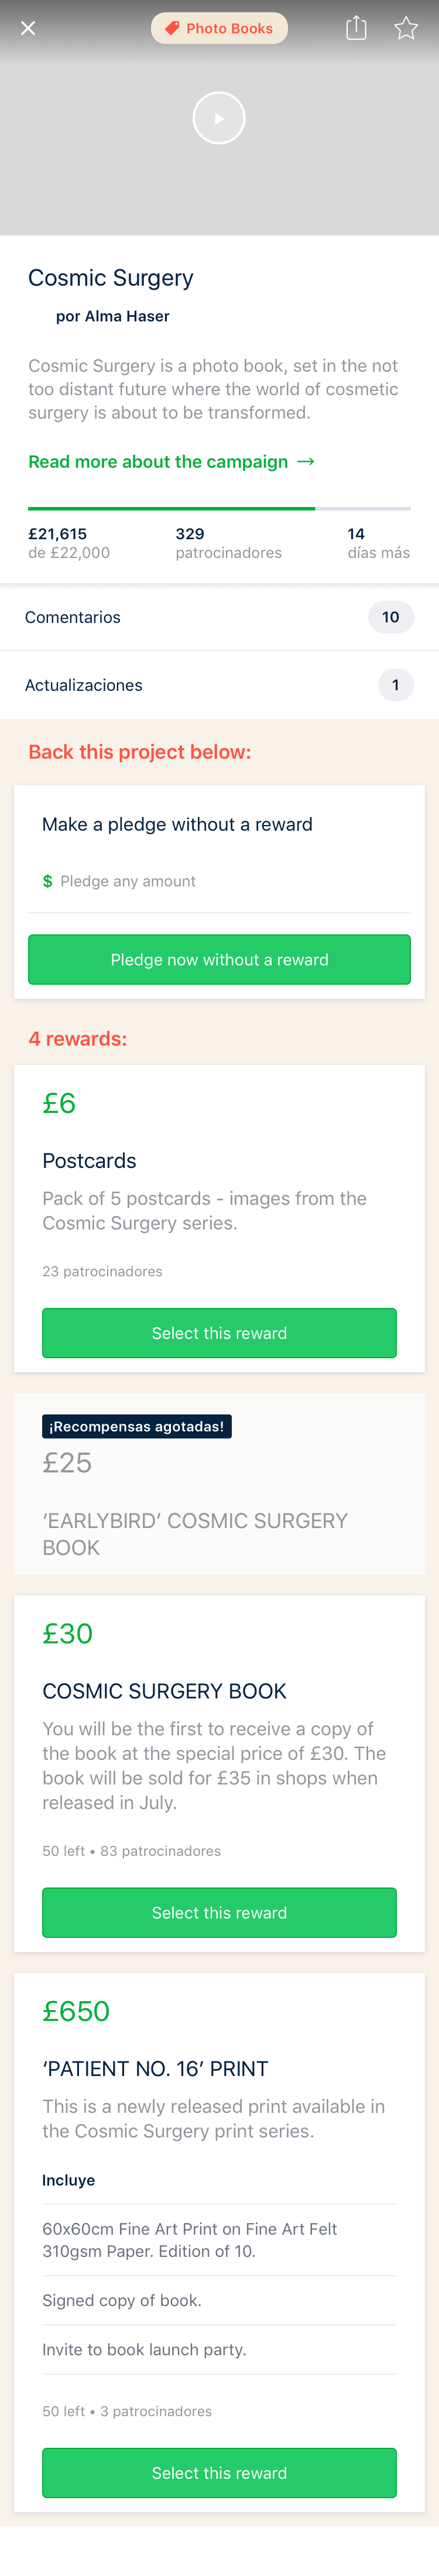 Photo Books
Cosmic Surgery
por Alma Haser
Cosmic Surgery is a photo book, set in the not
too distant future where the world of cosmetic
surgery is about to be transformed.
Read more about the campaign →
£21,615
de £22,000
329
patrocinadores
14
días más
Comentarios
10
Actualizaciones
1
Back this project below:
Make a pledge without a reward
$ Pledge any amount
Pledge now without a reward
4 rewards:
£6
Postcards
Pack of 5 postcards - images from the
Cosmic Surgery series.
23 patrocinadores
Select this reward
¡Recompensas agotadas!
£25
‘EARLYBIRD’ COSMIC SURGERY
BOOK
£30
COSMIC SURGERY BOOK
You will be the first to receive a copy of
the book at the special price of £30. The
book will be sold for £35 in shops when
released in July.
50 left • 83 patrocinadores
Select this reward
£650
‘PATIENT NO. 16’ PRINT
This is a newly released print available in
the Cosmic Surgery print series.
Incluye
60x60cm Fine Art Print on Fine Art Felt
310gsm Paper. Edition of 10.
Signed copy of book.
Invite to book launch party.
50 left • 3 patrocinadores
Select this reward